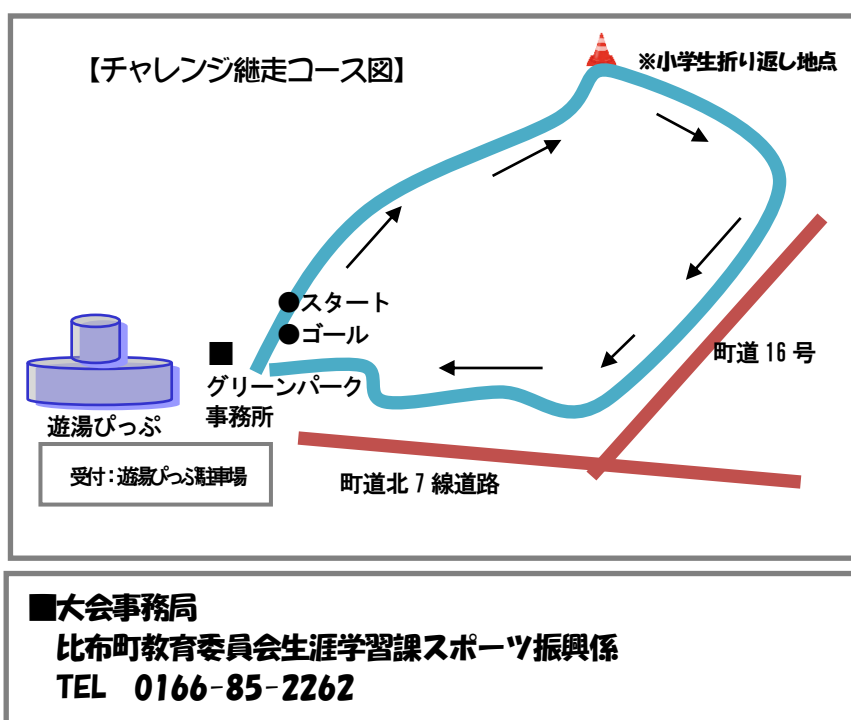 【チャレンジ継走コース図】
※小学生折り返し地点
●スタート
●ゴール
■
グリーンパーク
事務所
町道16号
遊湯ぴっぷ
受付：遊湯ぴっぷ駐車場
町道北7線道路
■大会事務局
比布町教育委員会生涯学習課スポーツ振興係
TEL 0166-85-2262